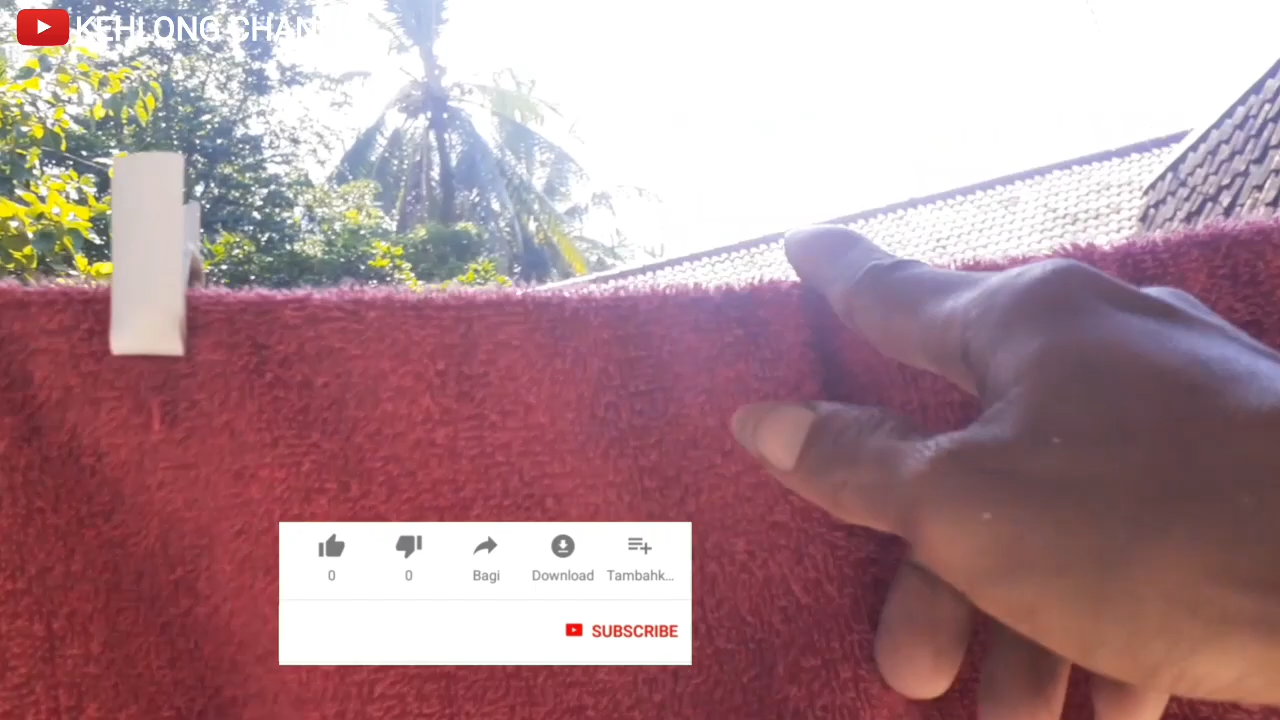 KEHLONG CHAN
0
0
Bagi
Download
Tambahk...
SUBSCRIBE